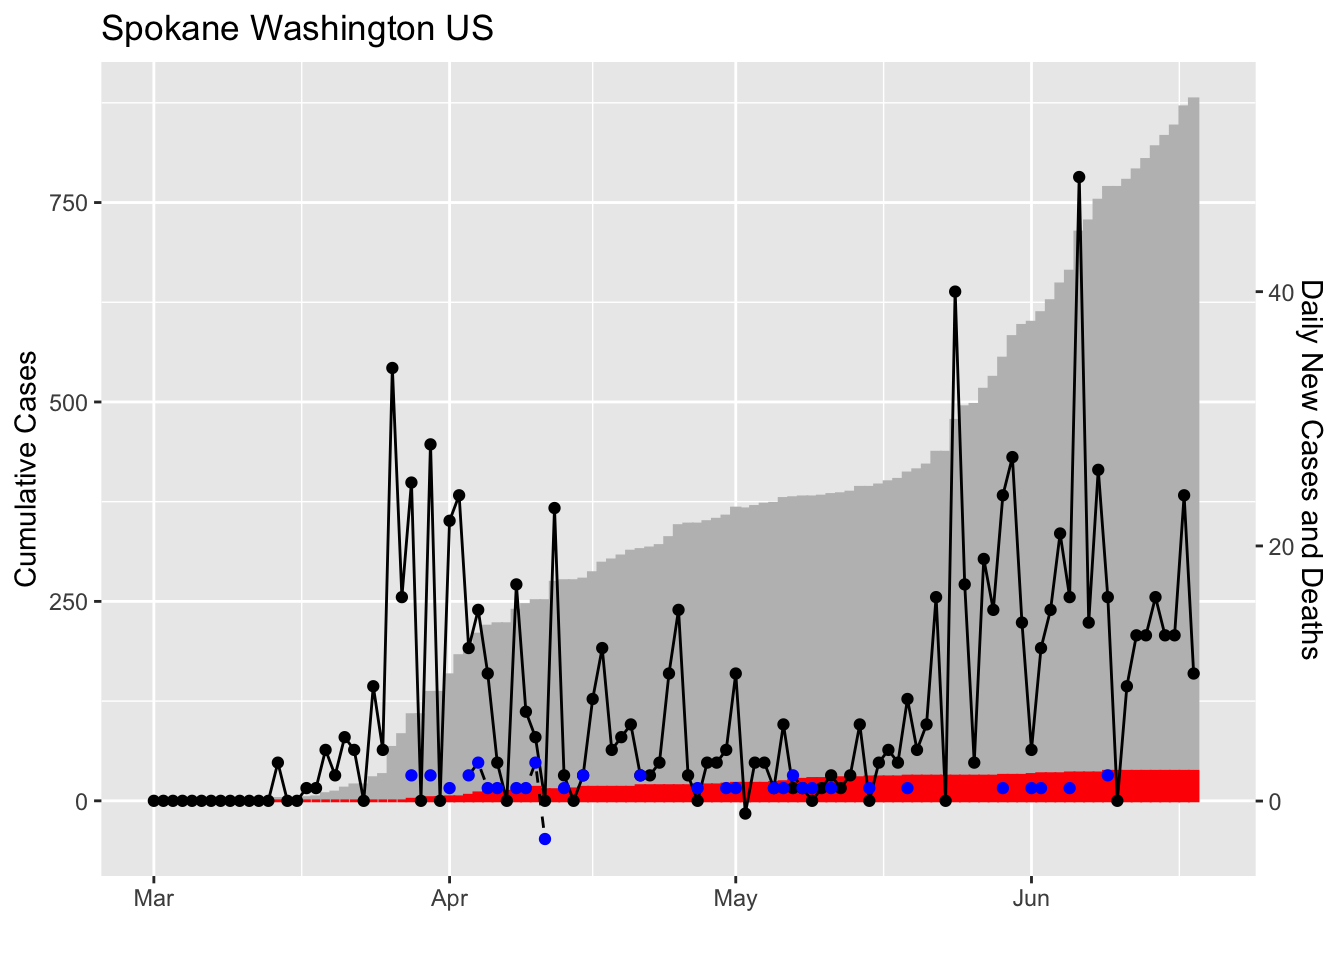 Spokane Washington US
Cumulative Cases
750
500
250
0
40
20
0
Daily New Cases and Deaths
Mar
Apr
May
Jun